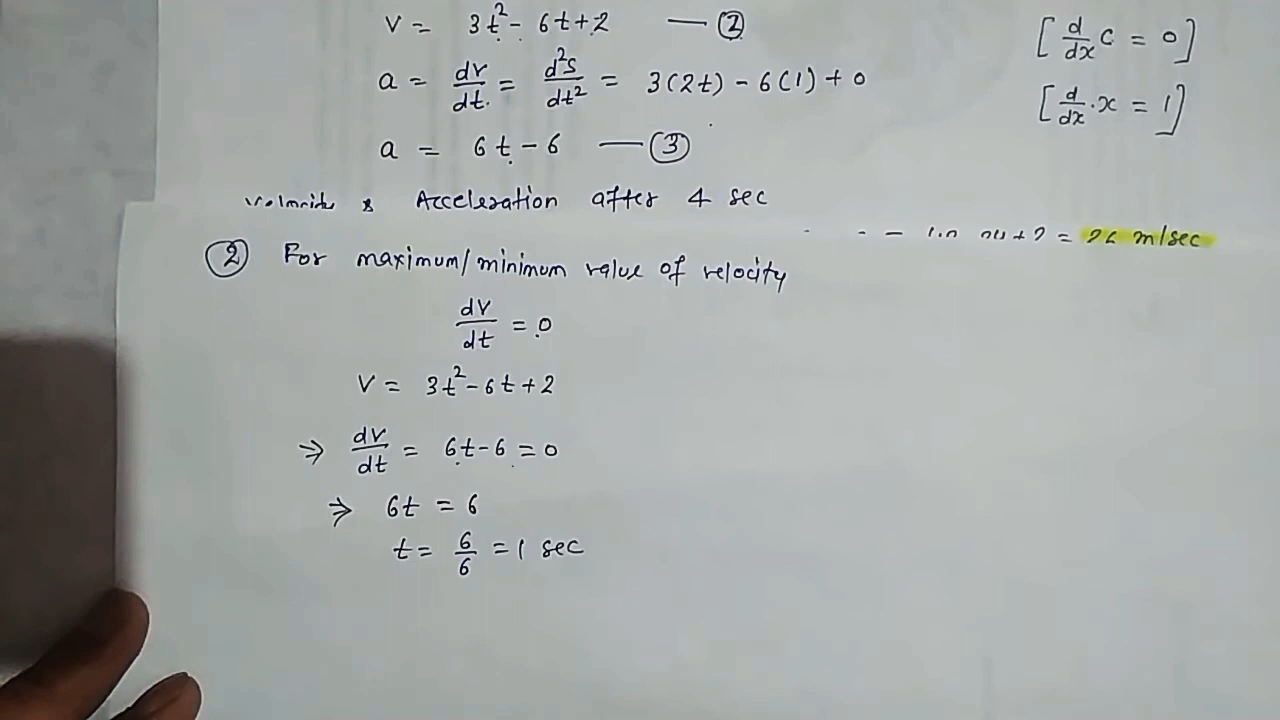 v = 3t² - 6t + 2 — ②
[d/dx c = 0]
a = dv/dt = d²s/dt² = 3(2t) - 6(1) + 0
[d/dx . x = 1]
a = 6t - 6 — ③
& Acceleration after 4 sec
+ 2 = 26 m/sec
② For maximum/minimum value of velocity
dv/dt = 0
v = 3t² - 6t + 2
⇒ dv/dt = 6t - 6 = 0
⇒ 6t = 6
t = 6/6 = 1 sec